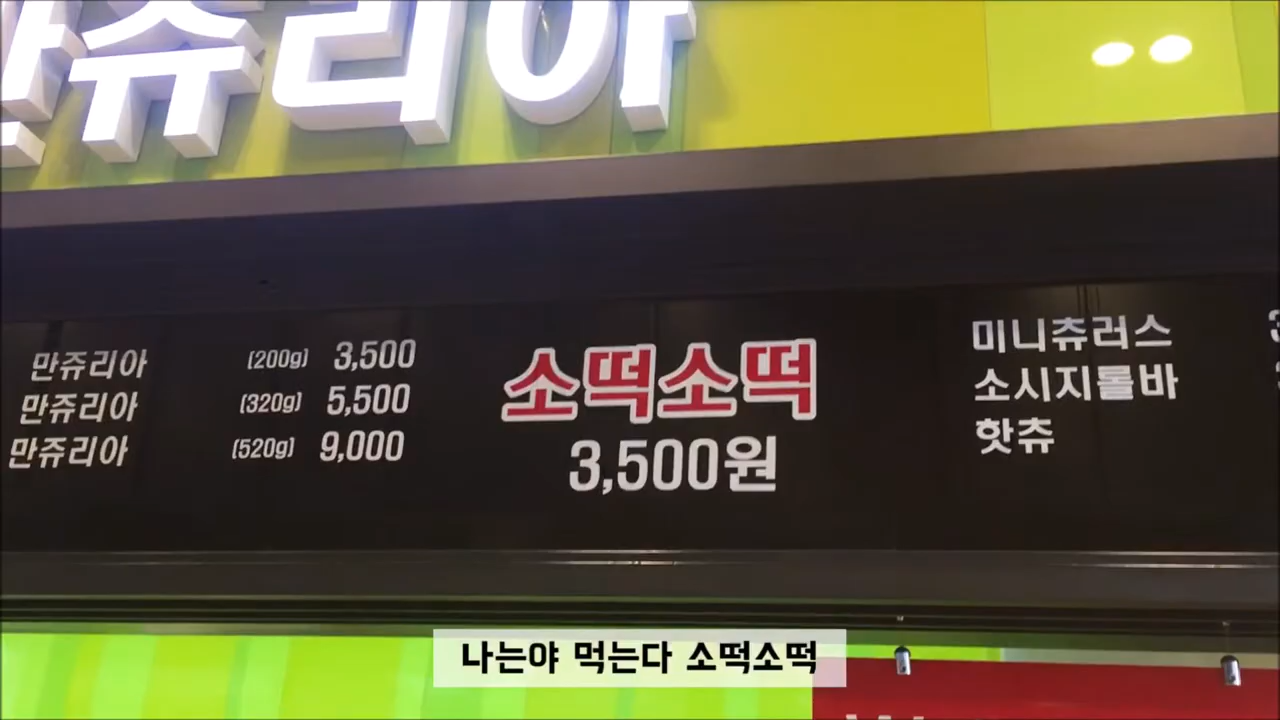 만쥬리아
만쥬리아 (200g) 3,500
만쥬리아 (320g) 5,500
만쥬리아 (520g) 9,000
소떡소떡
3,500원
미니츄러스
소시지롤바
핫츄
나는야 먹는다 소떡소떡